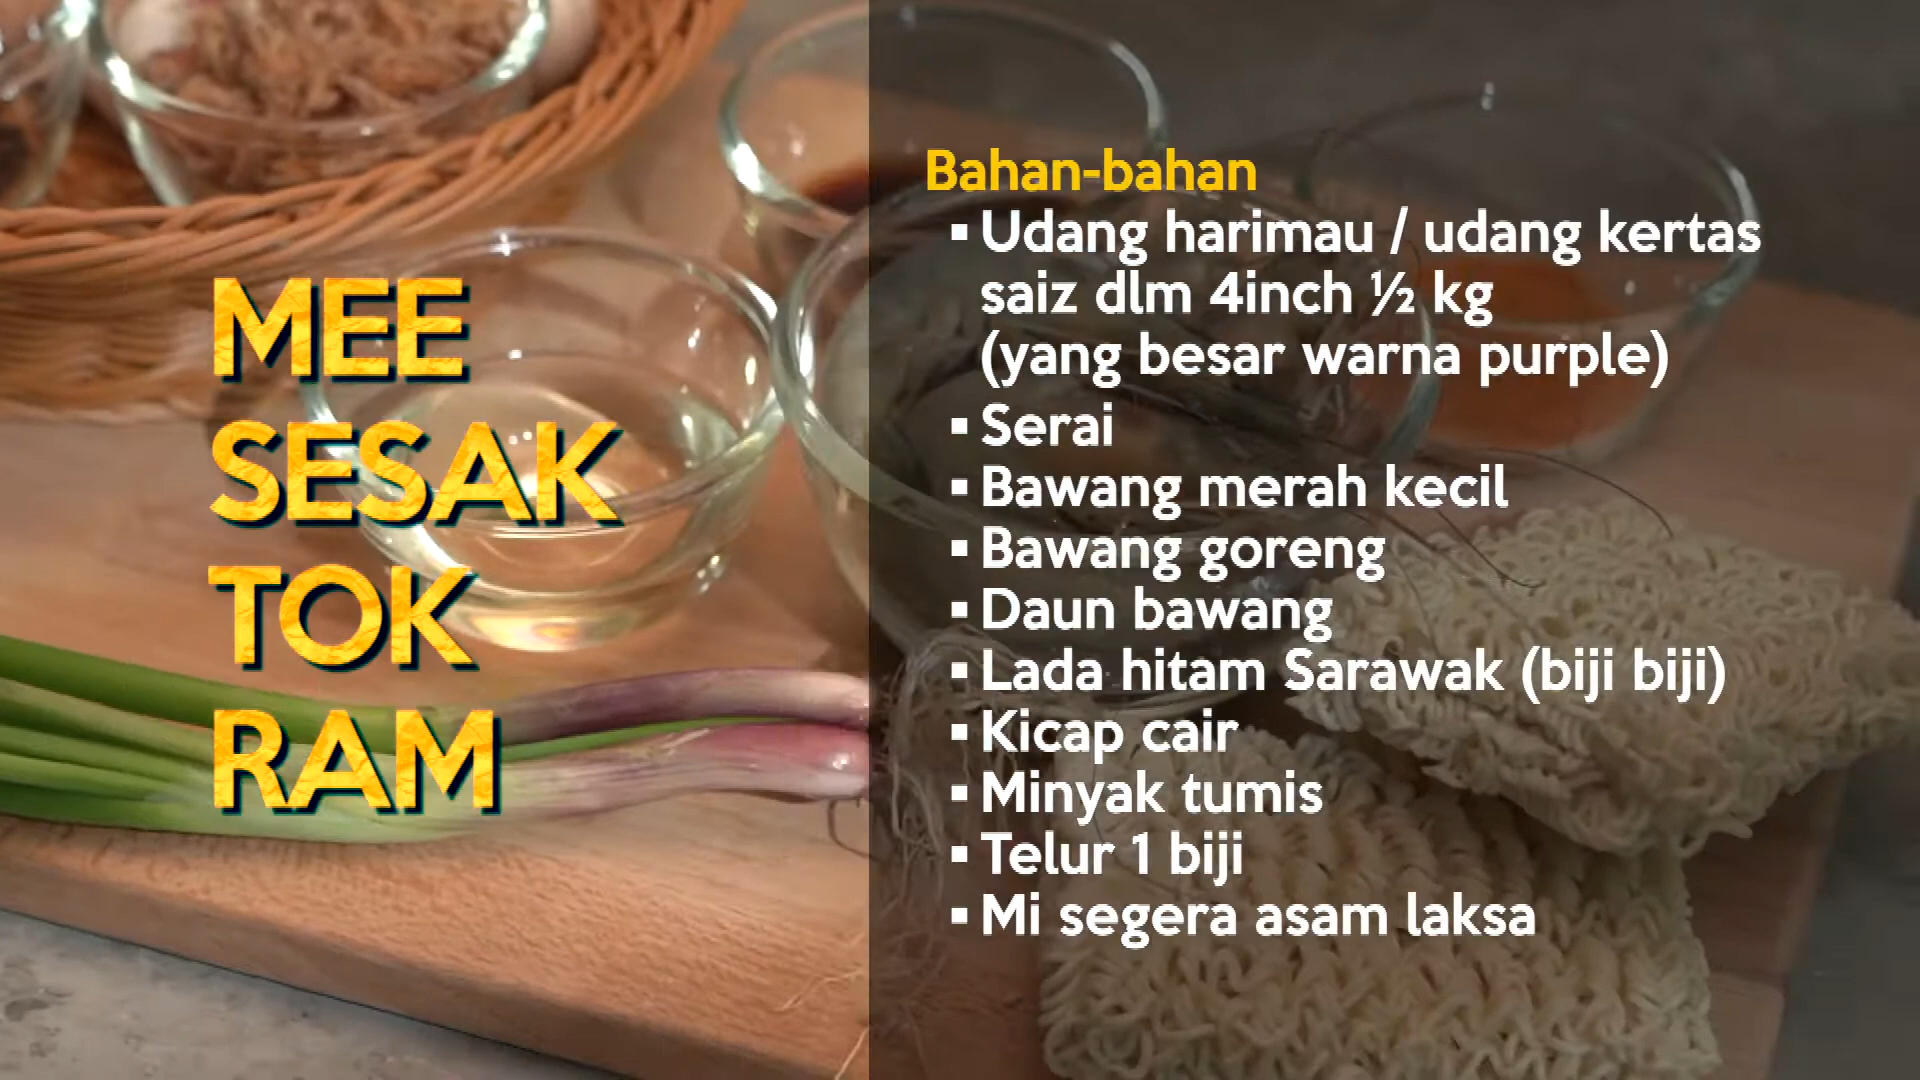 MEE
SESAK
TOK
RAM
Bahan-bahan
▪ Udang harimau / udang kertas
saiz dlm 4inch ½ kg
(yang besar warna purple)
▪ Serai
▪ Bawang merah kecil
▪ Bawang goreng
▪ Daun bawang
▪ Lada hitam Sarawak (biji biji)
▪ Kicap cair
▪ Minyak tumis
▪ Telur 1 biji
▪ Mi segera asam laksa